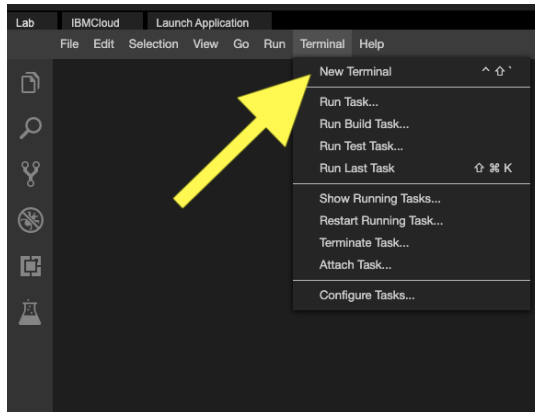 Lab IBMCloud Launch Application
File Edit Selection View Go Run Terminal Help
New Terminal ^ ⇧ `
Run Task...
Run Build Task...
Run Test Task...
Run Last Task ⇧ ⌘ K
Show Running Tasks...
Restart Running Task...
Terminate Task...
Attach Task...
Configure Tasks...